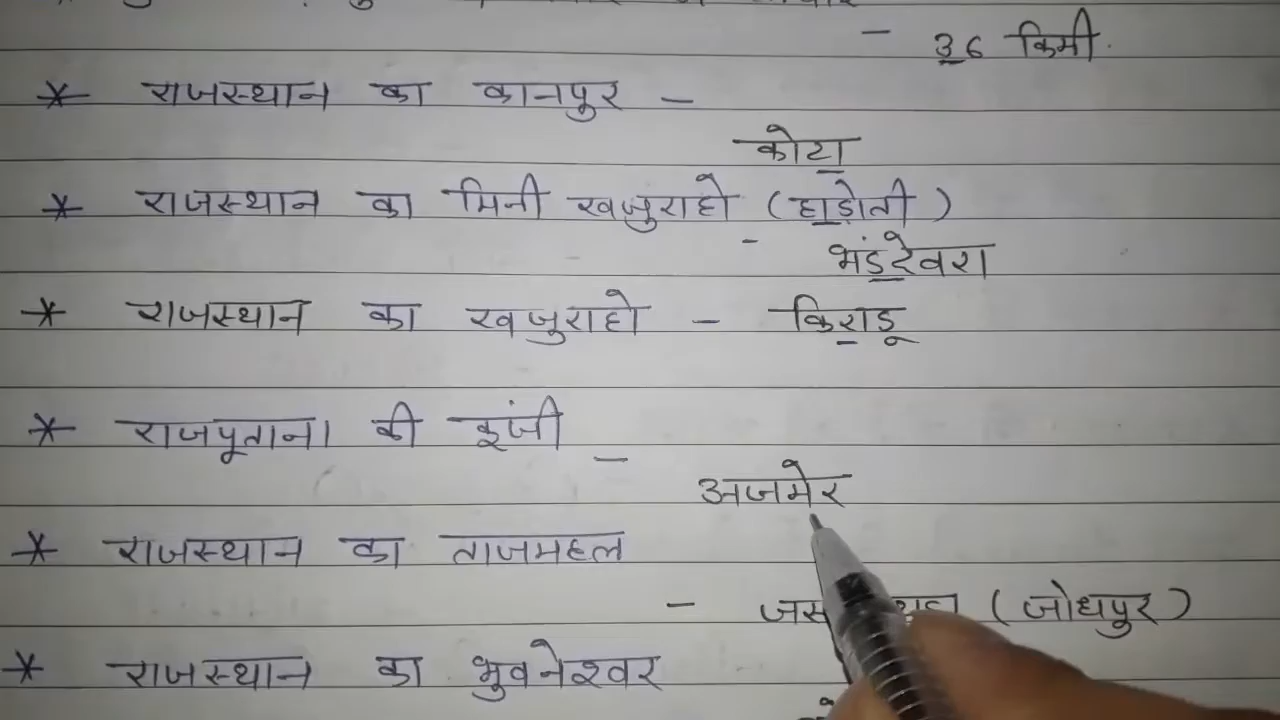 - 36 किमी.
* राजस्थान का कानपुर -
कोटा
* राजस्थान का मिनी खजुराहो (हाड़ोती)
- भंडदेवरा
* राजस्थान का खजुराहो - किराडू
* राजपूताना की कूंजी -
अजमेर
* राजस्थान का ताजमहल
- (जोधपुर)
* राजस्थान का भुवनेश्वर